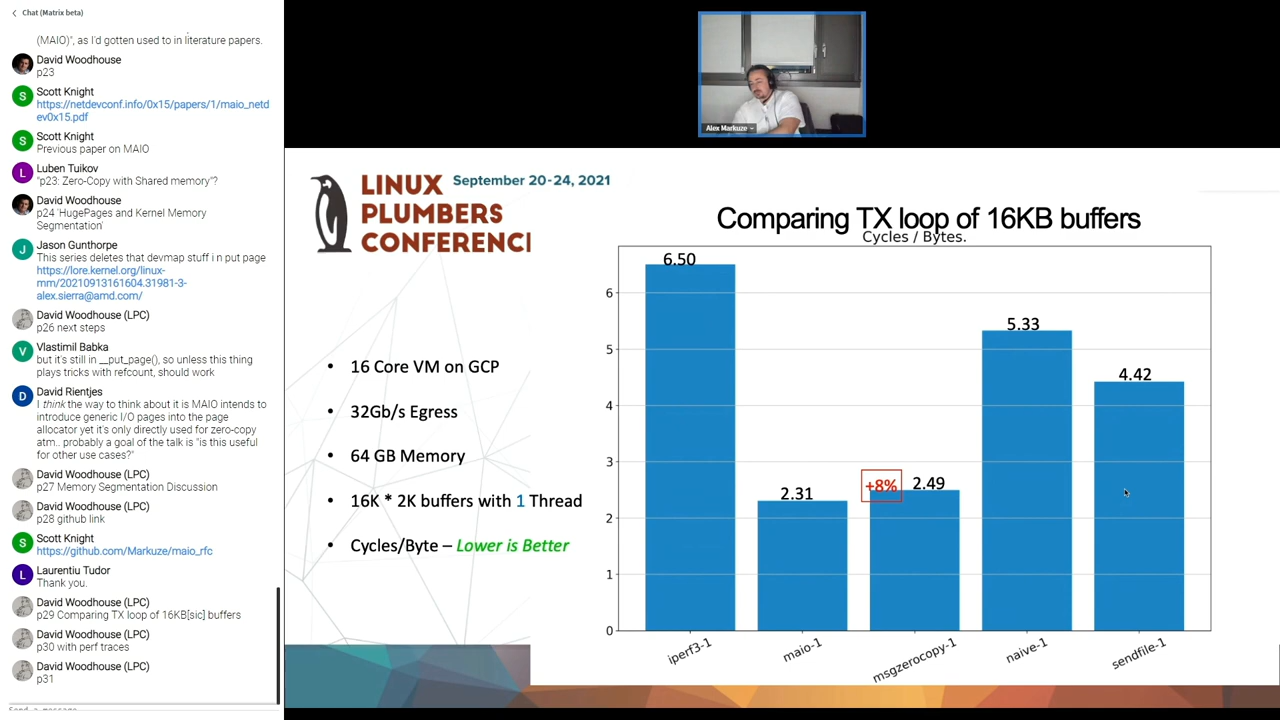 Chat (Matrix beta)
(MAIO)", as I'd gotten used to in literature papers.
David Woodhouse
p23
S
Scott Knight
https://netdevconf.info/0x15/papers/1/maio_netd
ev0x15.pdf
S
Scott Knight
Previous paper on MAIO
L
Luben Tuikov
"p23: Zero-Copy with Shared memory"?
David Woodhouse
p24 'HugePages and Kernel Memory
Segmentation'
J
Jason Gunthorpe
This series deletes that devmap stuff i n put page
https://lore.kernel.org/linux-
mm/20210913161604.31981-3-
alex.sierra@amd.com/
David Woodhouse (LPC)
p26 next steps
V
Vlastimil Babka
but it's still in __put_page(), so unless this thing
plays tricks with refcount, should work
D
David Rientjes
I think the way to think about it is MAIO intends to
introduce generic I/O pages into the page
allocator yet it's only directly used for zero-copy
atm.. probably a goal of the talk is "is this useful
for other use cases?"
David Woodhouse (LPC)
p27 Memory Segmentation Discussion
David Woodhouse (LPC)
p28 github link
S
Scott Knight
https://github.com/Markuze/maio_rfc
L
Laurentiu Tudor
Thank you.
David Woodhouse (LPC)
p29 Comparing TX loop of 16KB[sic] buffers
David Woodhouse (LPC)
p30 with perf traces
David Woodhouse (LPC)
p31
Send a message
Alex Markuze
LINUX
PLUMBERS
CONFERENC
September 20-24, 2021
Comparing TX loop of 16KB buffers
• 16 Core VM on GCP
• 32Gb/s Egress
• 64 GB Memory
• 16K * 2K buffers with 1 Thread
• Cycles/Byte – Lower is Better
Cycles / Bytes.
6.50
2.31
+8%
2.49
5.33
4.42
6
5
4
3
2
1
0
iperf3-1
maio-1
msgzerocopy-1
naive-1
sendfile-1